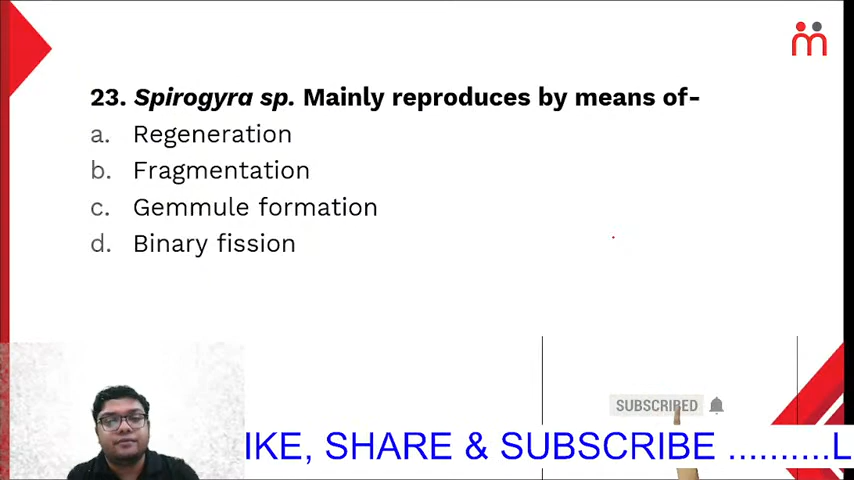 23. Spirogyra sp. Mainly reproduces by means of-
a. Regeneration
b. Fragmentation
c. Gemmule formation
d. Binary fission
SUBSCRIBED
IKE, SHARE & SUBSCRIBE ..........L